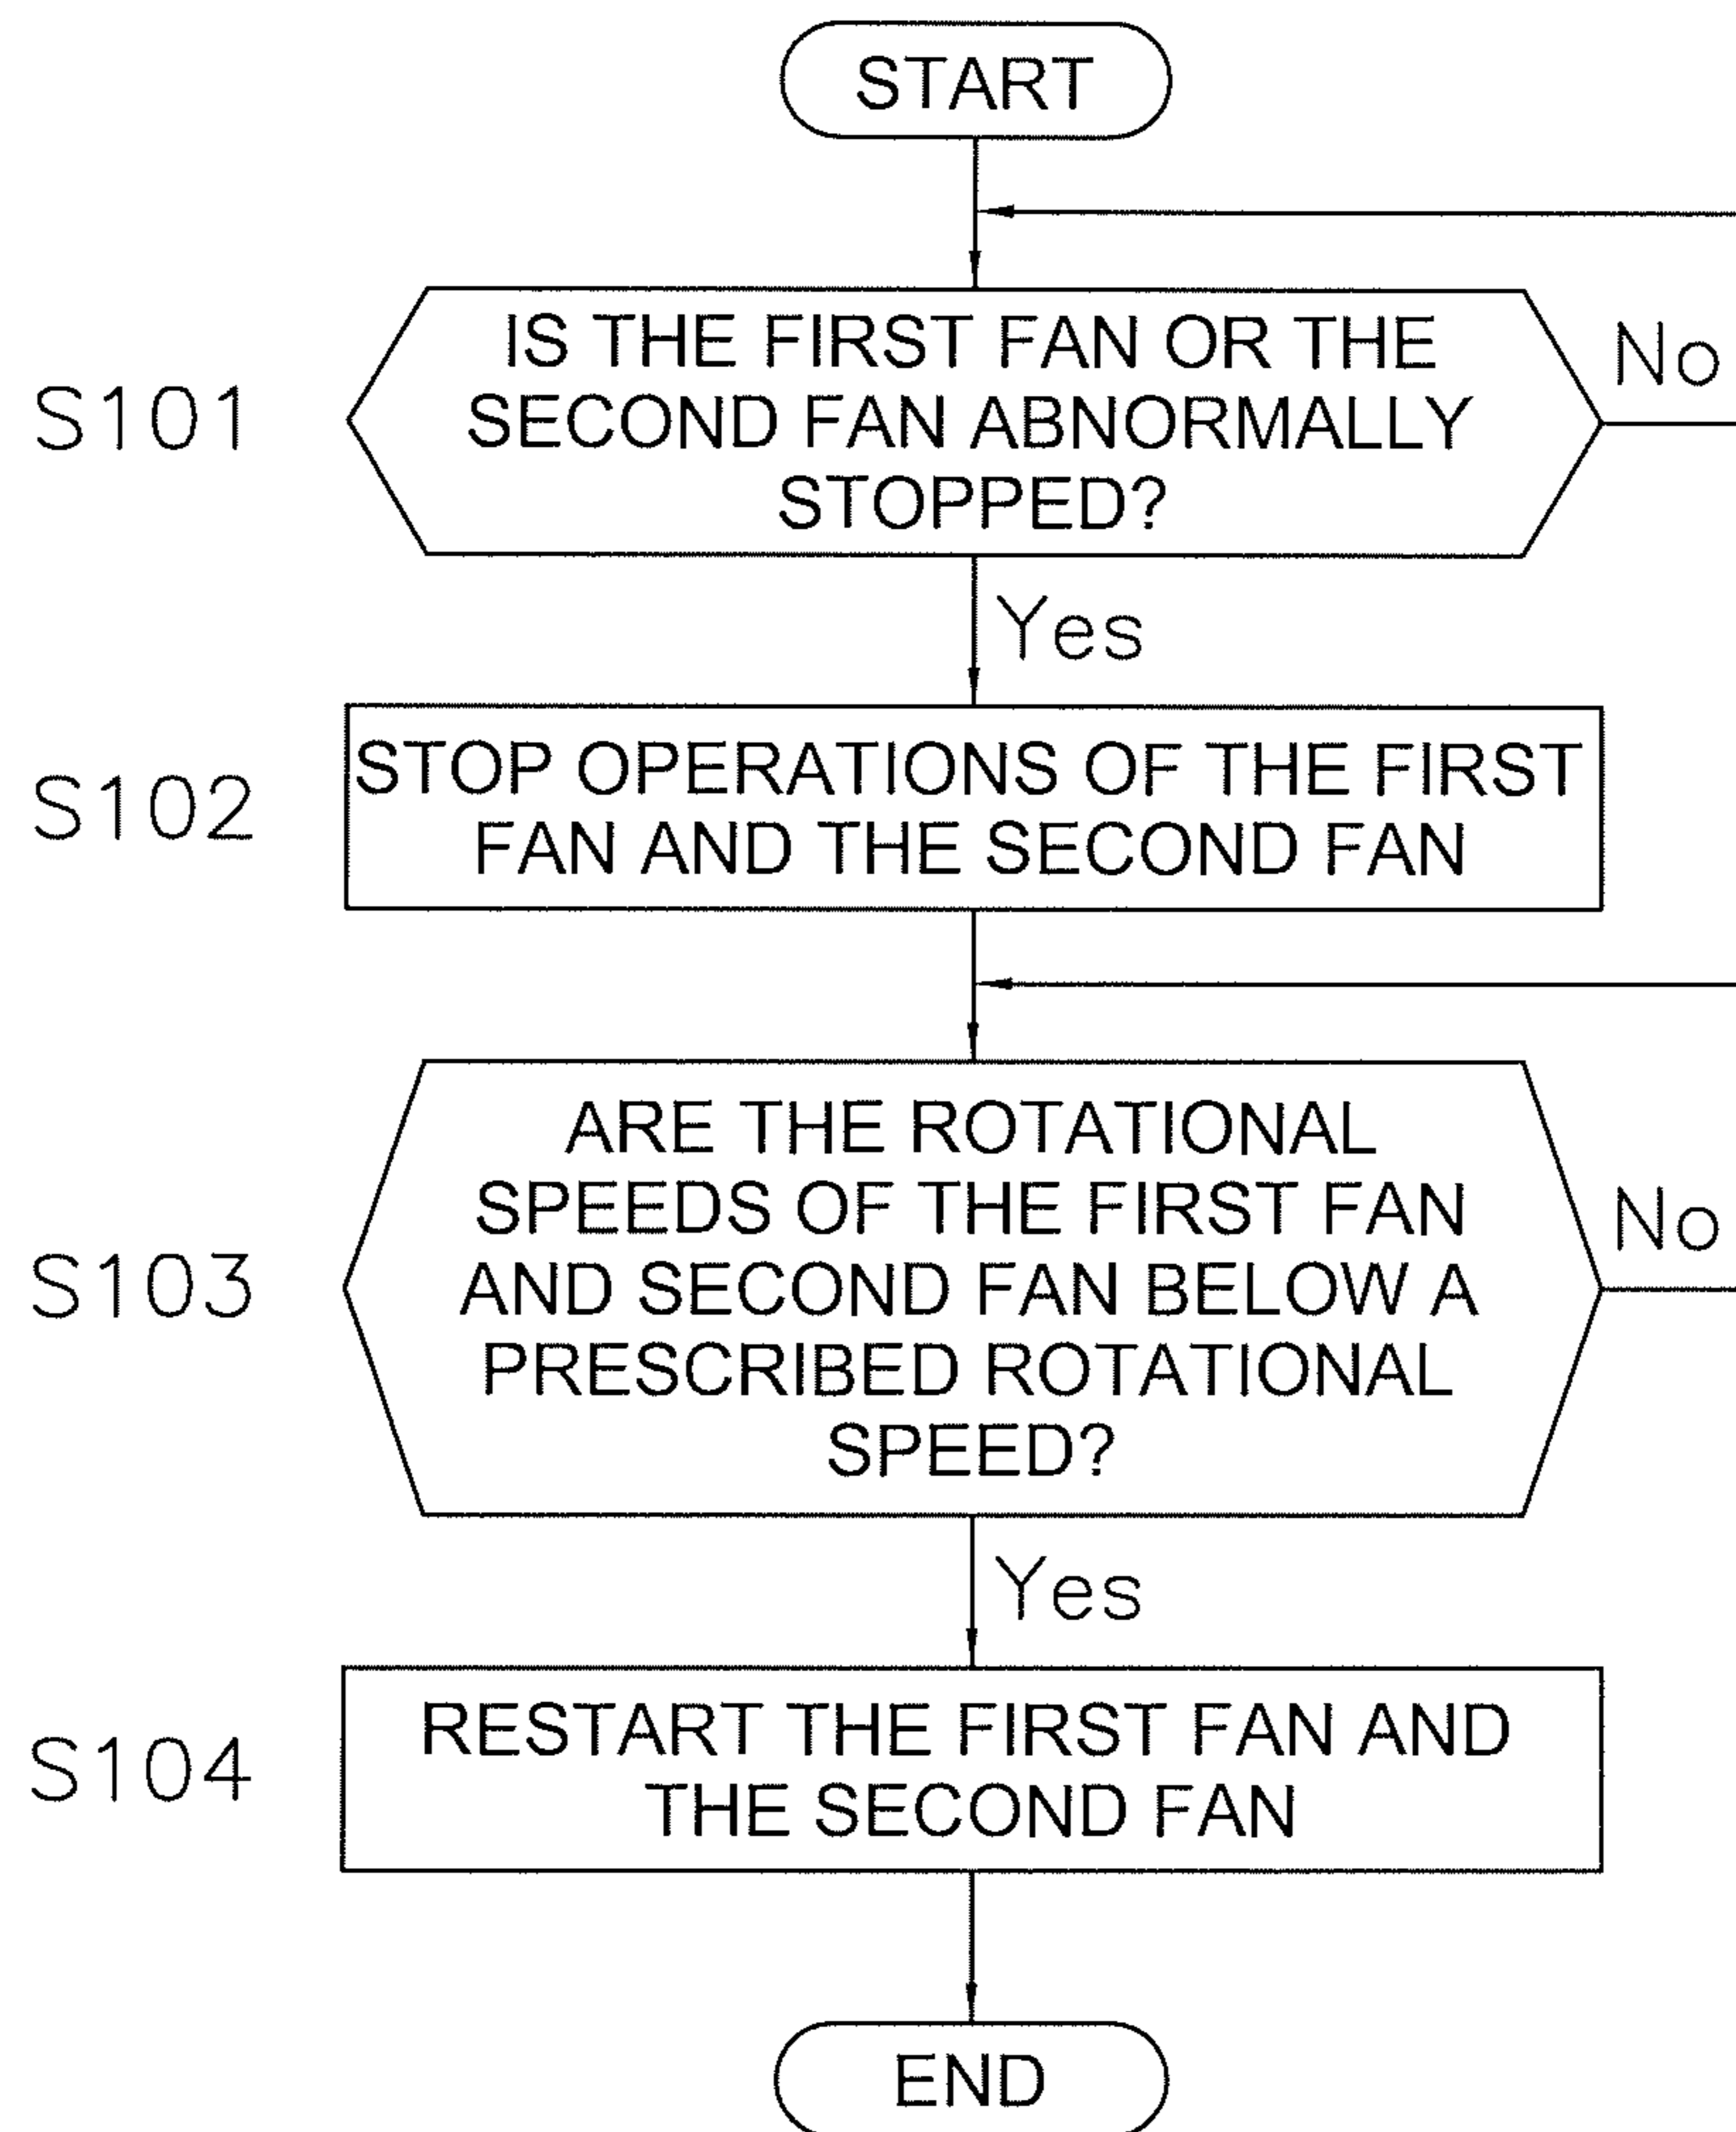 START
IS THE FIRST FAN OR THE
SECOND FAN ABNORMALLY
STOPPED?
No
S101
Yes
STOP OPERATIONS OF THE FIRST
FAN AND THE SECOND FAN
S102
ARE THE ROTATIONAL
SPEEDS OF THE FIRST FAN
AND SECOND FAN BELOW A
PRESCRIBED ROTATIONAL
SPEED?
No
S103
Yes
RESTART THE FIRST FAN AND
THE SECOND FAN
S104
END